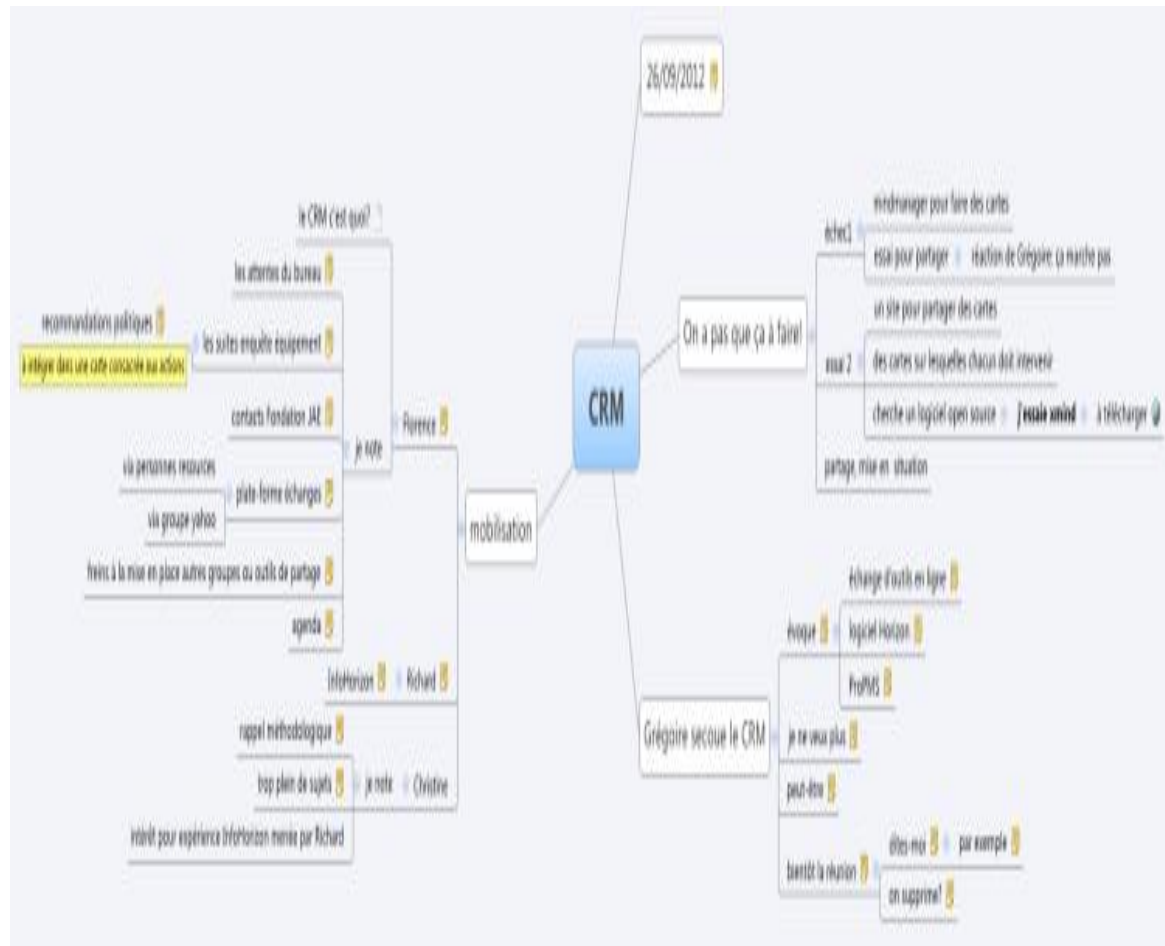 CRM
26/09/2012
On a pas que ça à faire!
échec1
mindmanager pour faire des cartes
essai pour partager
réaction de Grégoire: ça marche pas
essai 2
un site pour partager des cartes
des cartes sur lesquelles chacun doit intervenir
cherche un logiciel open source
j'essaie xmind
à télécharger
partage, mise en situation
Grégoire secoue le CRM
évoque
échange d'outils en ligne
logiciel Horizon
ProPMS
je ne veux plus
peut-être
bientôt la réunion
dites-moi
par exemple
on supprime?
mobilisation
Florence
le CRM c'est quoi?
je note
les attentes du bureau
les suites enquête équipement
recommandations politiques
à intégrer dans une carte concacrée aux actions
contacts Fondation JAE
plate-forme échanges
via personnes resources
via groupe yahoo
freins à la mise en place autres groupes ou outils de partage
agenda
Richard
InfoHorizon
Christine
je note
rappel méthodologique
trop plein de sujets
intérêt pour expérience InfoHorizon menée par Richard